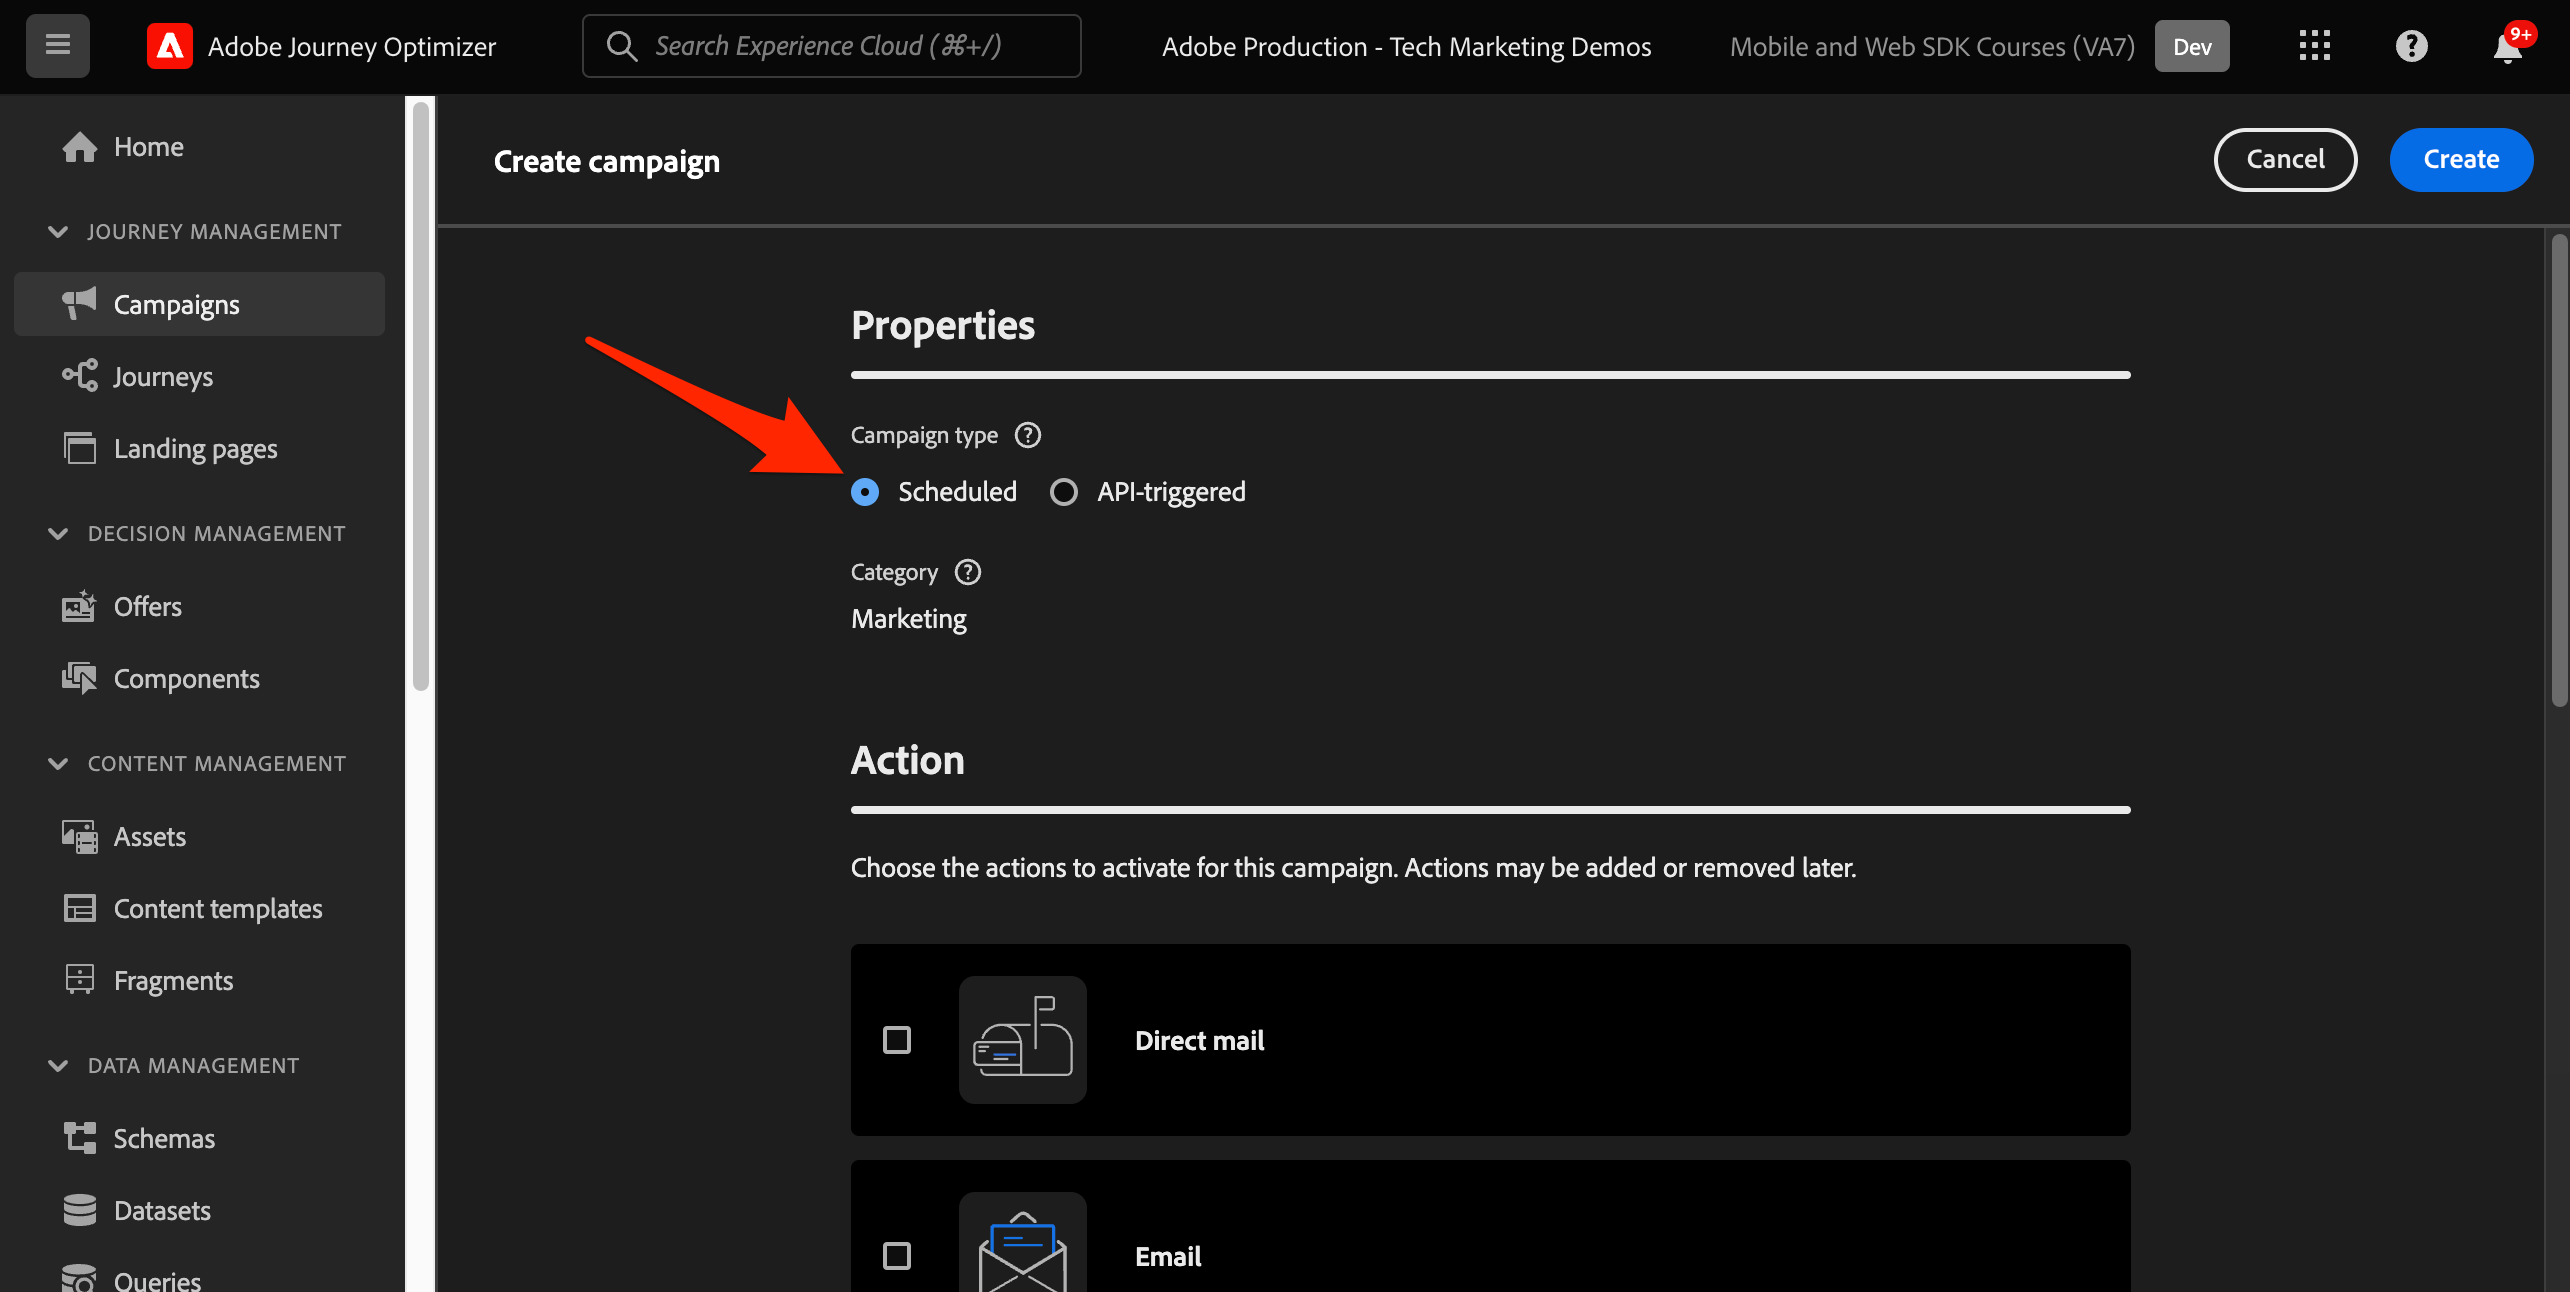 Adobe Journey Optimizer
Search Experience Cloud (⌘+/)
Adobe Production - Tech Marketing Demos
Mobile and Web SDK Courses (VA7)
Dev
9+
Home
JOURNEY MANAGEMENT
Campaigns
Journeys
Landing pages
DECISION MANAGEMENT
Offers
Components
CONTENT MANAGEMENT
Assets
Content templates
Fragments
DATA MANAGEMENT
Schemas
Datasets
Queries
Create campaign
Cancel
Create
Properties
Campaign type
Scheduled
API-triggered
Category
Marketing
Action
Choose the actions to activate for this campaign. Actions may be added or removed later.
Direct mail
Email